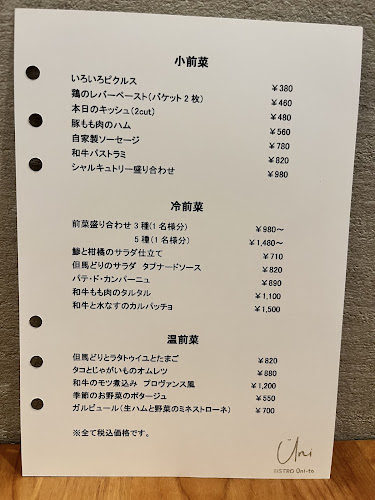 小前菜
いろいろピクルス ¥380
鶏のレバーペースト(バケット2枚) ¥460
本日のキッシュ(2cut) ¥480
豚もも肉のハム ¥560
自家製ソーセージ ¥780
和牛パストラミ ¥820
シャルキュトリー盛り合わせ ¥980
冷前菜
前菜盛り合わせ 3種(1名様分) ¥980〜
5種(1名様分) ¥1,480〜
鯵と柑橘のサラダ仕立て ¥710
但馬どりのサラダ タプナードソース ¥820
パテ・ド・カンパーニュ ¥890
和牛もも肉のタルタル ¥1,100
和牛と水なすのカルパッチョ ¥1,500
温前菜
但馬どりとラタトゥイユとたまご ¥820
タコとじゃがいものオムレツ ¥880
和牛のモツ煮込み プロヴァンス風 ¥1,200
季節のお野菜のポタージュ ¥550
ガルビュール(生ハムと野菜のミネストローネ) ¥700
※全て税込価格です。
Üni
BISTRO Üni-te